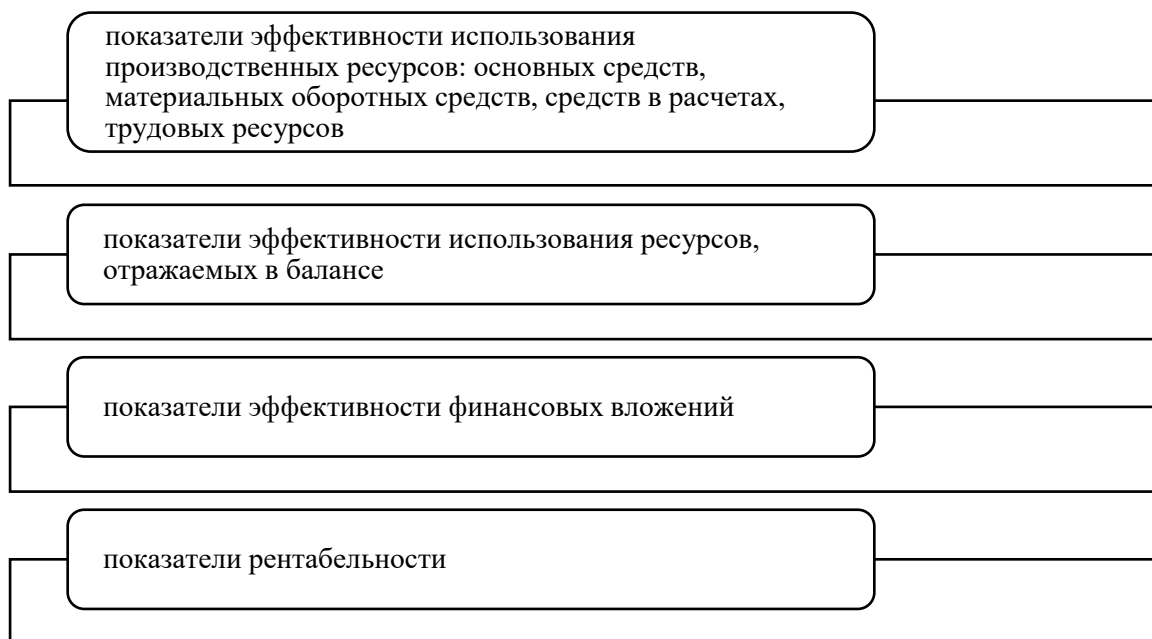 показатели эффективности использования
производственных ресурсов: основных средств,
материальных оборотных средств, средств в расчетах,
трудовых ресурсов
показатели эффективности использования ресурсов,
отражаемых в балансе
показатели эффективности финансовых вложений
показатели рентабельности